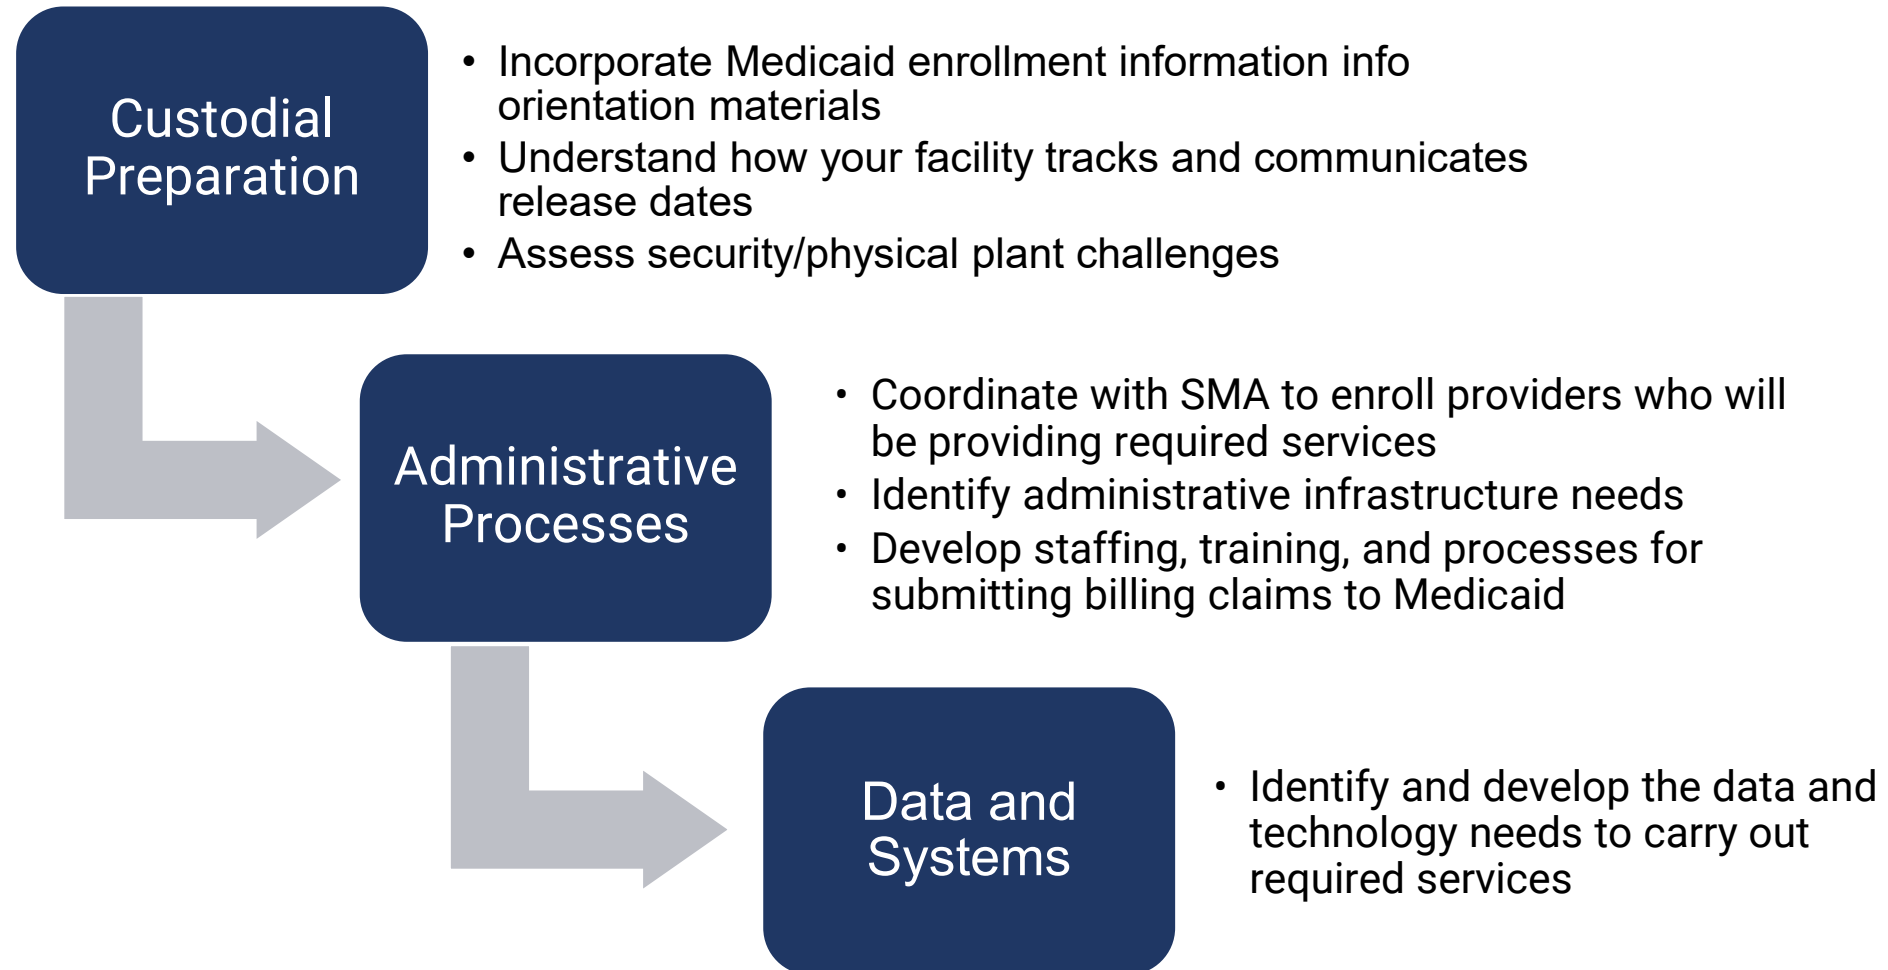 Custodial
Preparation
• Incorporate Medicaid enrollment information info
orientation materials
• Understand how your facility tracks and communicates
release dates
• Assess security/physical plant challenges
Administrative
Processes
• Coordinate with SMA to enroll providers who will
be providing required services
• Identify administrative infrastructure needs
• Develop staffing, training, and processes for
submitting billing claims to Medicaid
Data and
Systems
• Identify and develop the data and
technology needs to carry out
required services